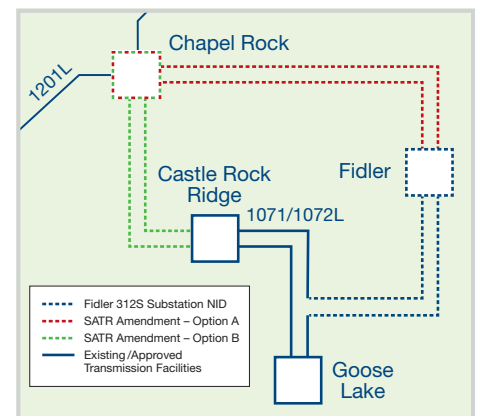 Chapel Rock
1201L
Castle Rock
Ridge
Fidler
1071/1072L
Fidler 312S Substation NID
SATR Amendment – Option A
SATR Amendment – Option B
Existing/Approved
Transmission Facilities
Goose
Lake